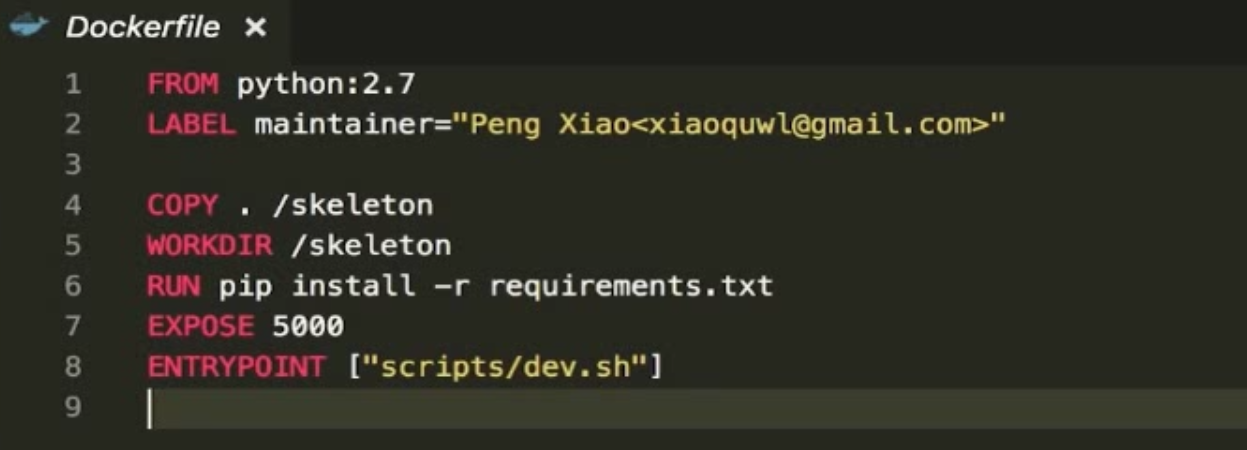 Dockerfile ×
1 FROM python:2.7
2 LABEL maintainer="Peng Xiao<xiaoquwl@gmail.com>"
3
4 COPY . /skeleton
5 WORKDIR /skeleton
6 RUN pip install -r requirements.txt
7 EXPOSE 5000
8 ENTRYPOINT ["scripts/dev.sh"]
9